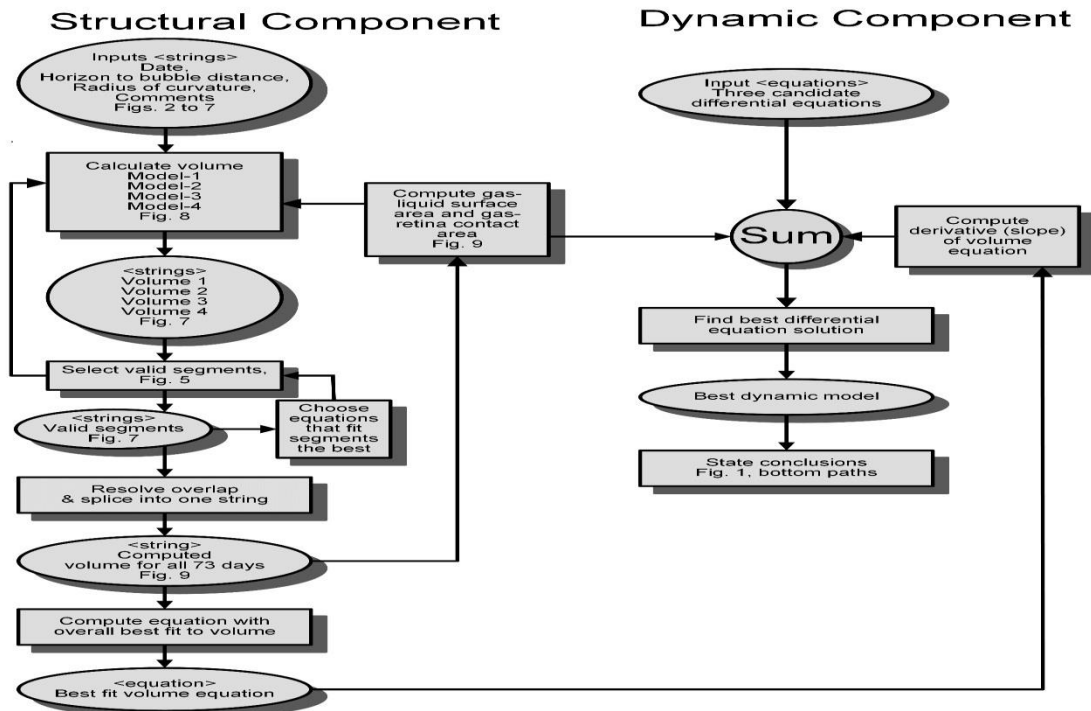 Structural Component
Dynamic Component
Inputs <strings>
Date,
Horizon to bubble distance,
Radius of curvature,
Comments
Figs. 2 to 7
Calculate volume
Model-1
Model-2
Model-3
Model-4
Fig. 8
<strings>
Volume 1
Volume 2
Volume 3
Volume 4
Fig. 7
Select valid segments,
Fig. 5
<strings>
Valid segments
Fig. 7
Choose
equations
that fit
segments
the best
Resolve overlap
& splice into one string
<string>
Computed
volume for all 73 days
Fig. 9
Compute equation with
overall best fit to volume
<equation>
Best fit volume equation
Compute gas-
liquid surface
area and gas-
retina contact
area
Fig. 9
Input <equations>
Three candidate
differential equations
Sum
Compute
derivative (slope)
of volume
equation
Find best differential
equation solution
Best dynamic model
State conclusions
Fig. 1, bottom paths